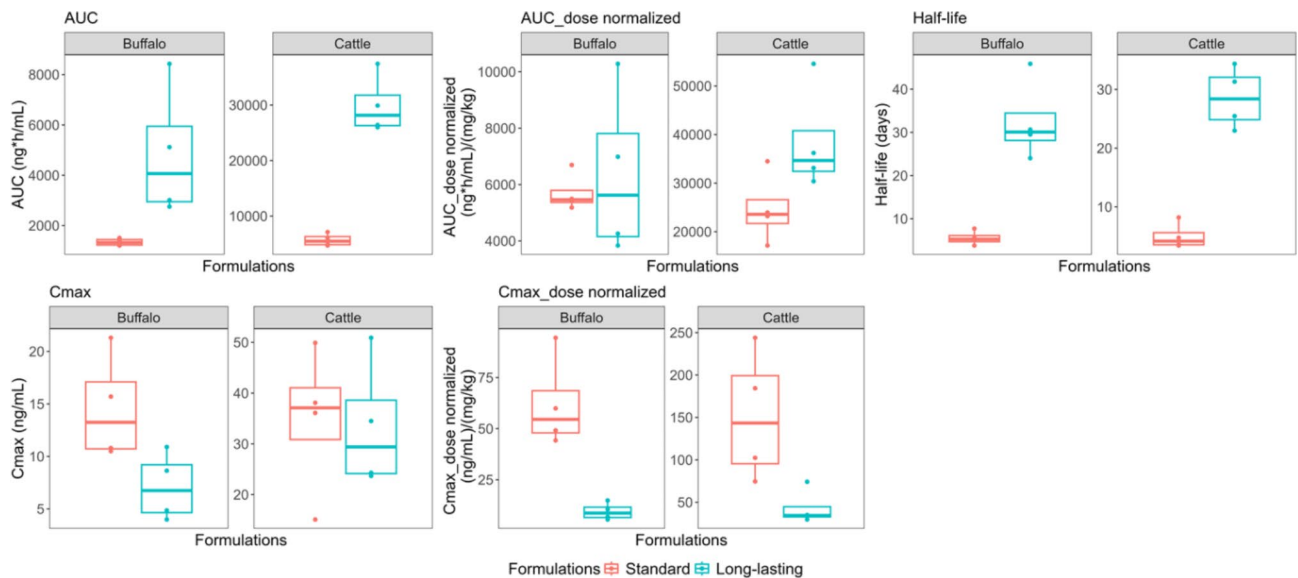 AUC
Buffalo
Cattle
AUC (ng*h/mL)
8000
6000
4000
2000
30000
20000
10000
Formulations
AUC_dose normalized
Buffalo
Cattle
AUC_dose normalized
(ng*h/mL)/(mg/kg)
10000
8000
6000
4000
50000
40000
30000
20000
Formulations
Half-life
Buffalo
Cattle
Half-life (days)
40
30
20
10
30
20
10
Formulations
Cmax
Buffalo
Cattle
Cmax (ng/mL)
20
15
10
5
50
40
30
20
Formulations
Cmax_dose normalized
Buffalo
Cattle
Cmax_dose normalized
(ng/mL)/(mg/kg)
75
50
25
250
200
150
100
50
Formulations
Formulations Standard Long-lasting